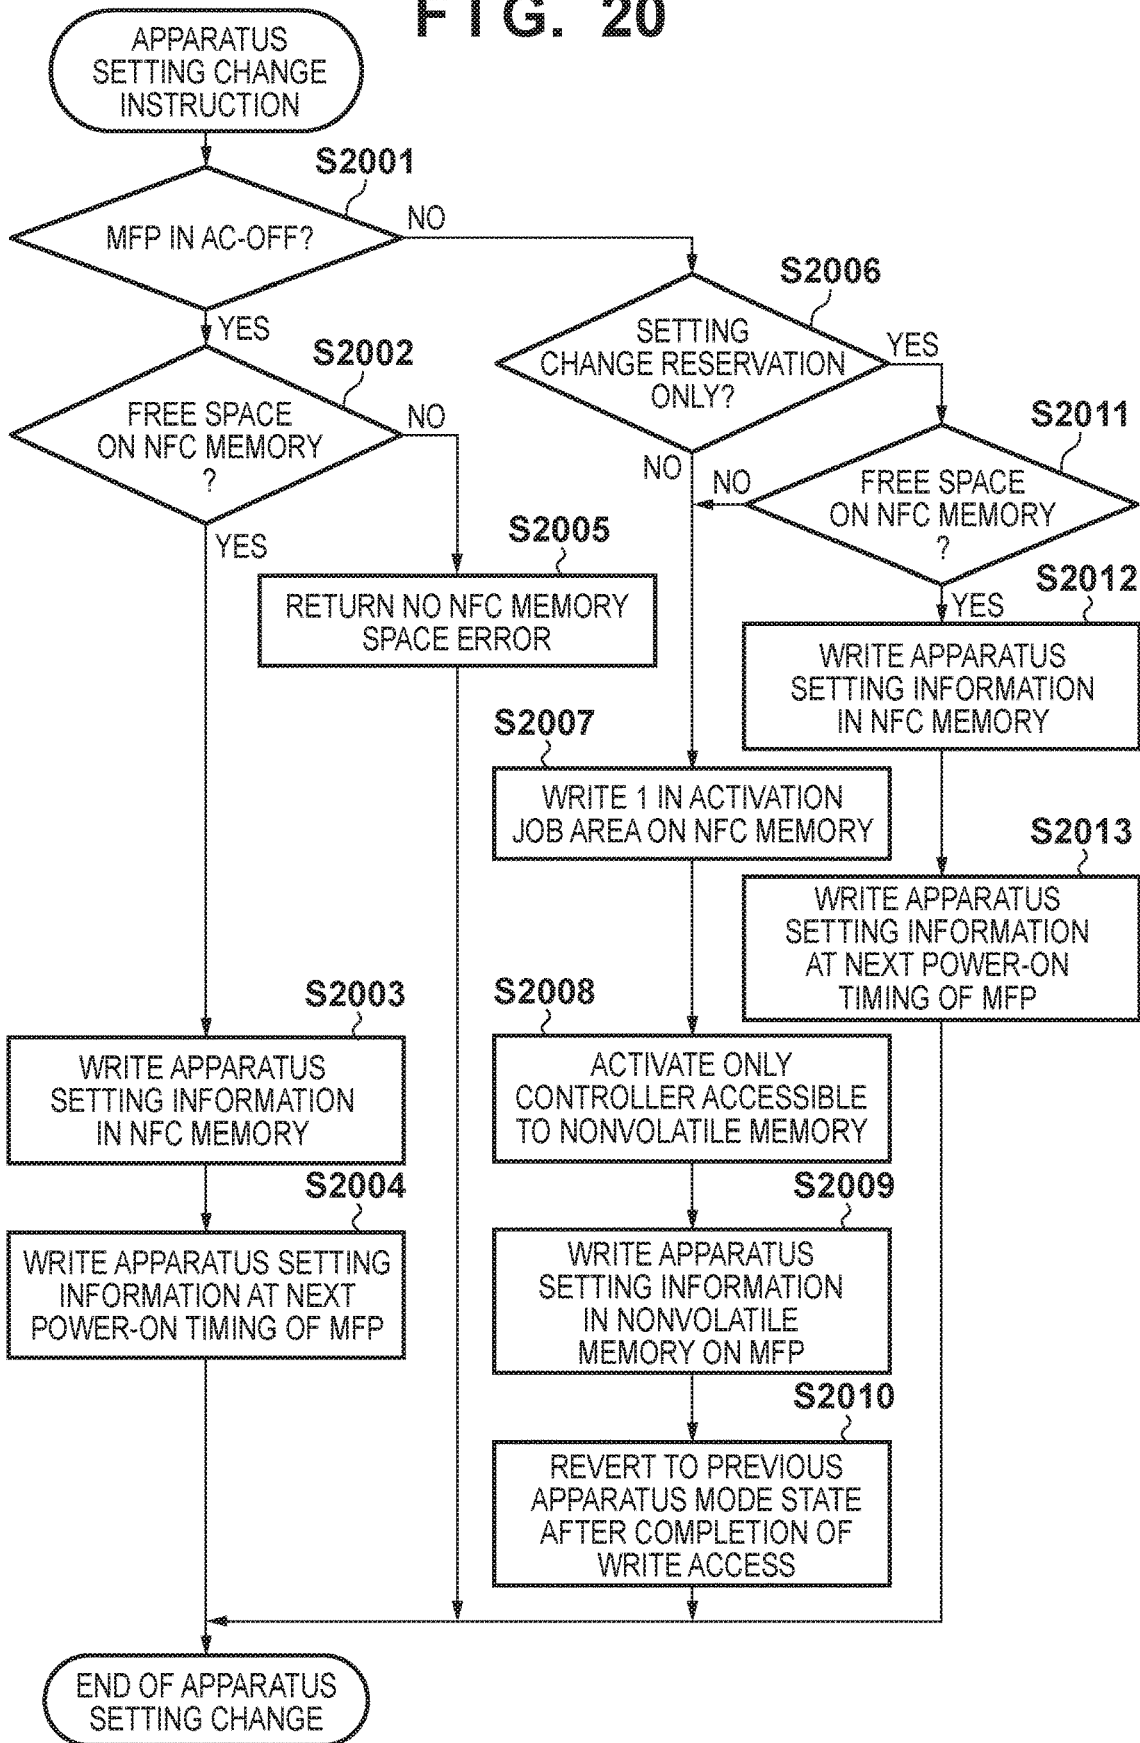 FIG. 20
APPARATUS
SETTING CHANGE
INSTRUCTION
S2001
MFP IN AC-OFF?
NO
YES
S2002
FREE SPACE
ON NFC MEMORY
?
NO
YES
S2005
RETURN NO NFC MEMORY
SPACE ERROR
S2003
WRITE APPARATUS
SETTING INFORMATION
IN NFC MEMORY
S2004
WRITE APPARATUS SETTING
INFORMATION AT NEXT
POWER-ON TIMING OF MFP
S2006
SETTING
CHANGE RESERVATION
ONLY?
YES
NO
S2011
FREE SPACE
ON NFC MEMORY
?
NO
YES
S2012
WRITE APPARATUS
SETTING INFORMATION
IN NFC MEMORY
S2013
WRITE APPARATUS
SETTING INFORMATION
AT NEXT POWER-ON
TIMING OF MFP
S2007
WRITE 1 IN ACTIVATION
JOB AREA ON NFC MEMORY
S2008
ACTIVATE ONLY
CONTROLLER ACCESSIBLE
TO NONVOLATILE MEMORY
S2009
WRITE APPARATUS
SETTING INFORMATION
IN NONVOLATILE
MEMORY ON MFP
S2010
REVERT TO PREVIOUS
APPARATUS MODE STATE
AFTER COMPLETION OF
WRITE ACCESS
END OF APPARATUS
SETTING CHANGE